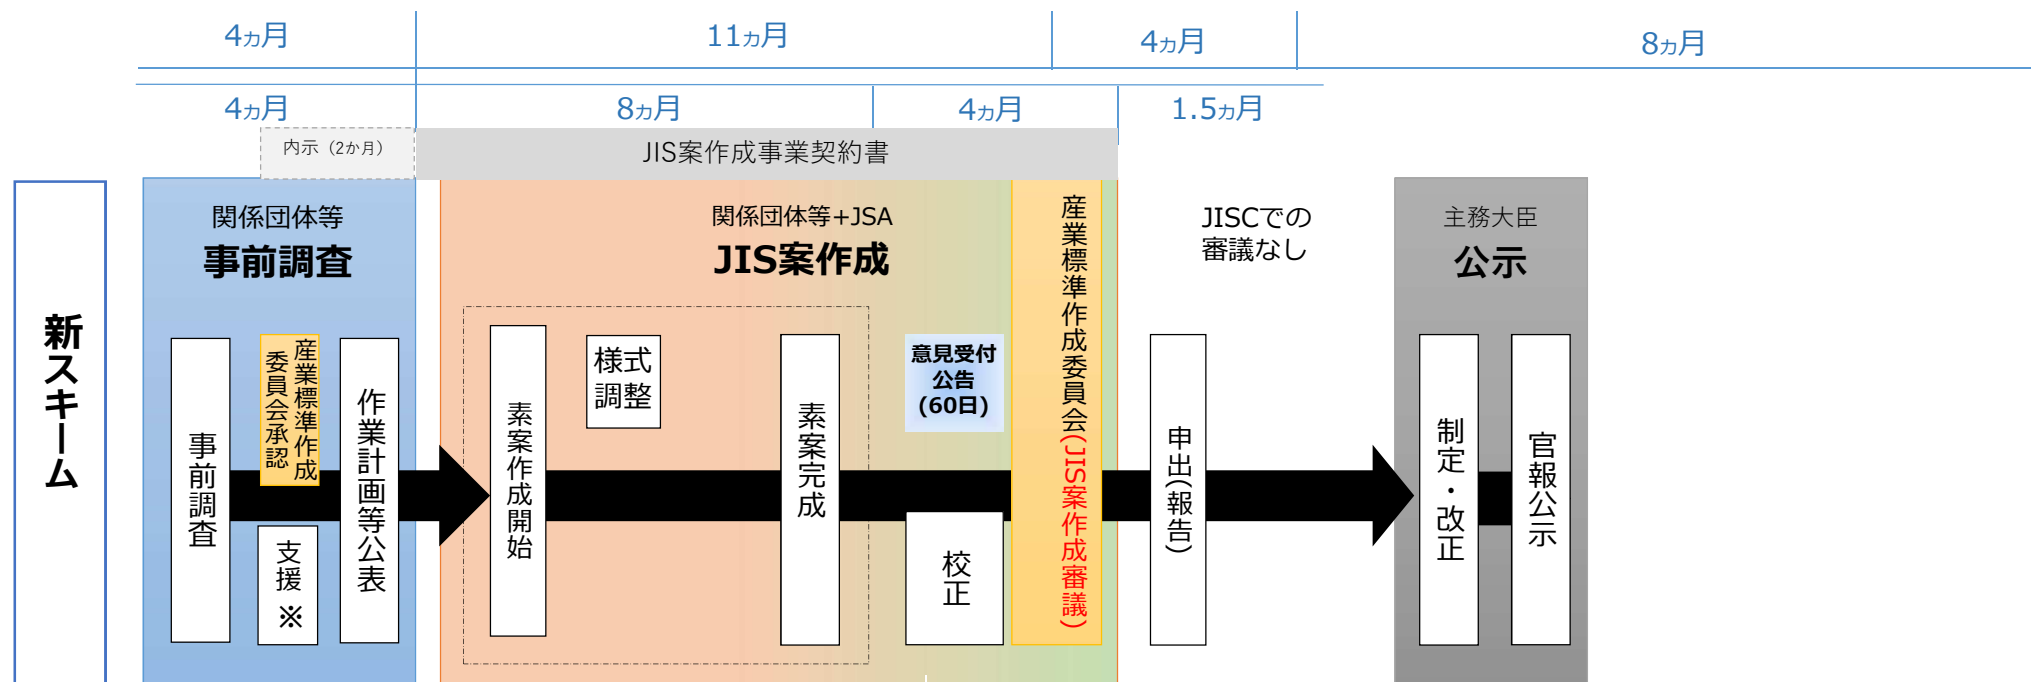 4ヵ月
11ヵ月
4ヵ月
8ヵ月
4ヵ月
8ヵ月
4ヵ月
1.5ヵ月
内示（2か月）
JIS案作成事業契約書
新スキーム
関係団体等
事前調査
事前調査
産業標準作成
委員会承認
支援※
作業計画等公表
関係団体等+JSA
JIS案作成
素案作成開始
様式
調整
素案完成
意見受付
公告
(60日)
校正
産業標準作成委員会(JIS案作成審議)
JISCでの
審議なし
申出(報告)
主務大臣
公示
制定・改正
官報公示